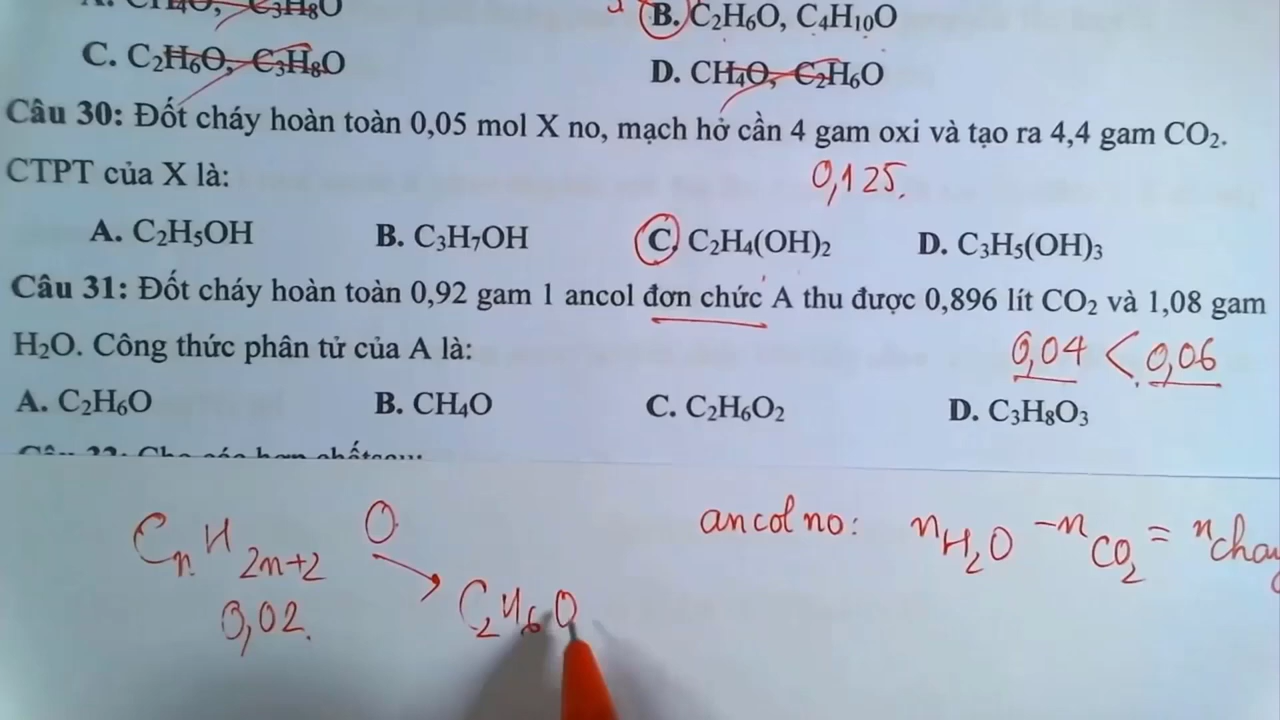 A. CH4O, C3H8O
B. C2H6O, C4H10O
C. C2H6O, C3H8O
D. CH4O, C2H6O
Câu 30: Đốt cháy hoàn toàn 0,05 mol X no, mạch hở cần 4 gam oxi và tạo ra 4,4 gam CO2.
0,125.
CTPT của X là:
A. C2H5OH B. C3H7OH C. C2H4(OH)2 D. C3H5(OH)3
Câu 31: Đốt cháy hoàn toàn 0,92 gam 1 ancol đơn chức A thu được 0,896 lít CO2 và 1,08 gam
H2O. Công thức phân tử của A là:
0,04 < 0,06
A. C2H6O B. CH4O C. C2H6O2 D. C3H8O3
CnH2n+2O
ancol no: nH2O - nCO2 = nchay
0,02.
C2H6O